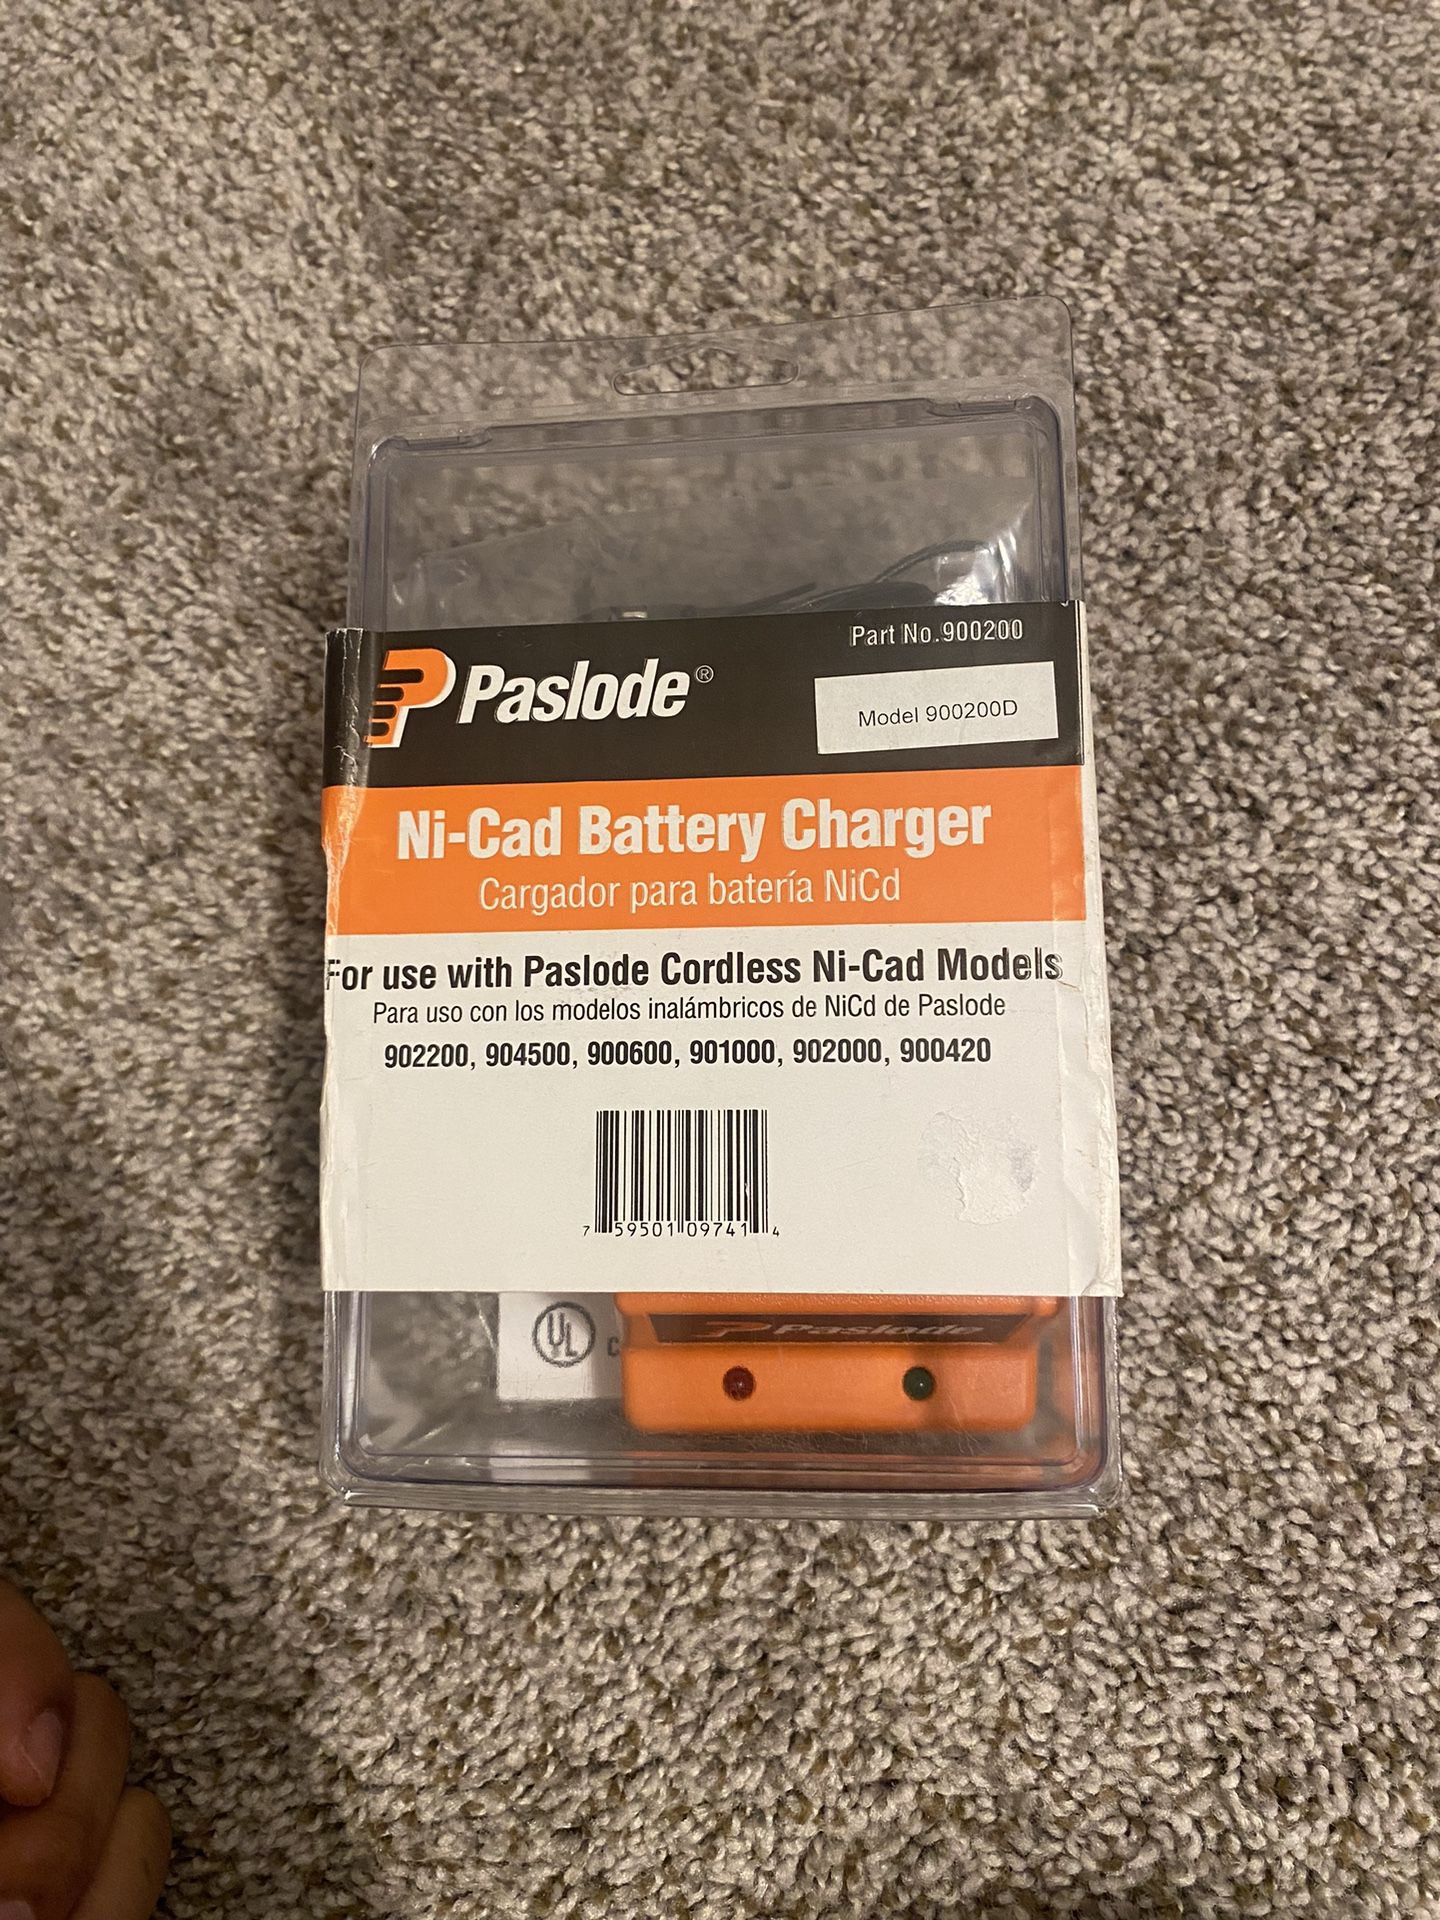 Part No.900200
Paslode®
Model 900200D
Ni-Cad Battery Charger
Cargador para batería NiCd
For use with Paslode Cordless Ni-Cad Models
Para uso con los modelos inalámbricos de NiCd de Paslode
902200, 904500, 900600, 901000, 902000, 900420
7 59501 09741 4
UL
C
Paslode